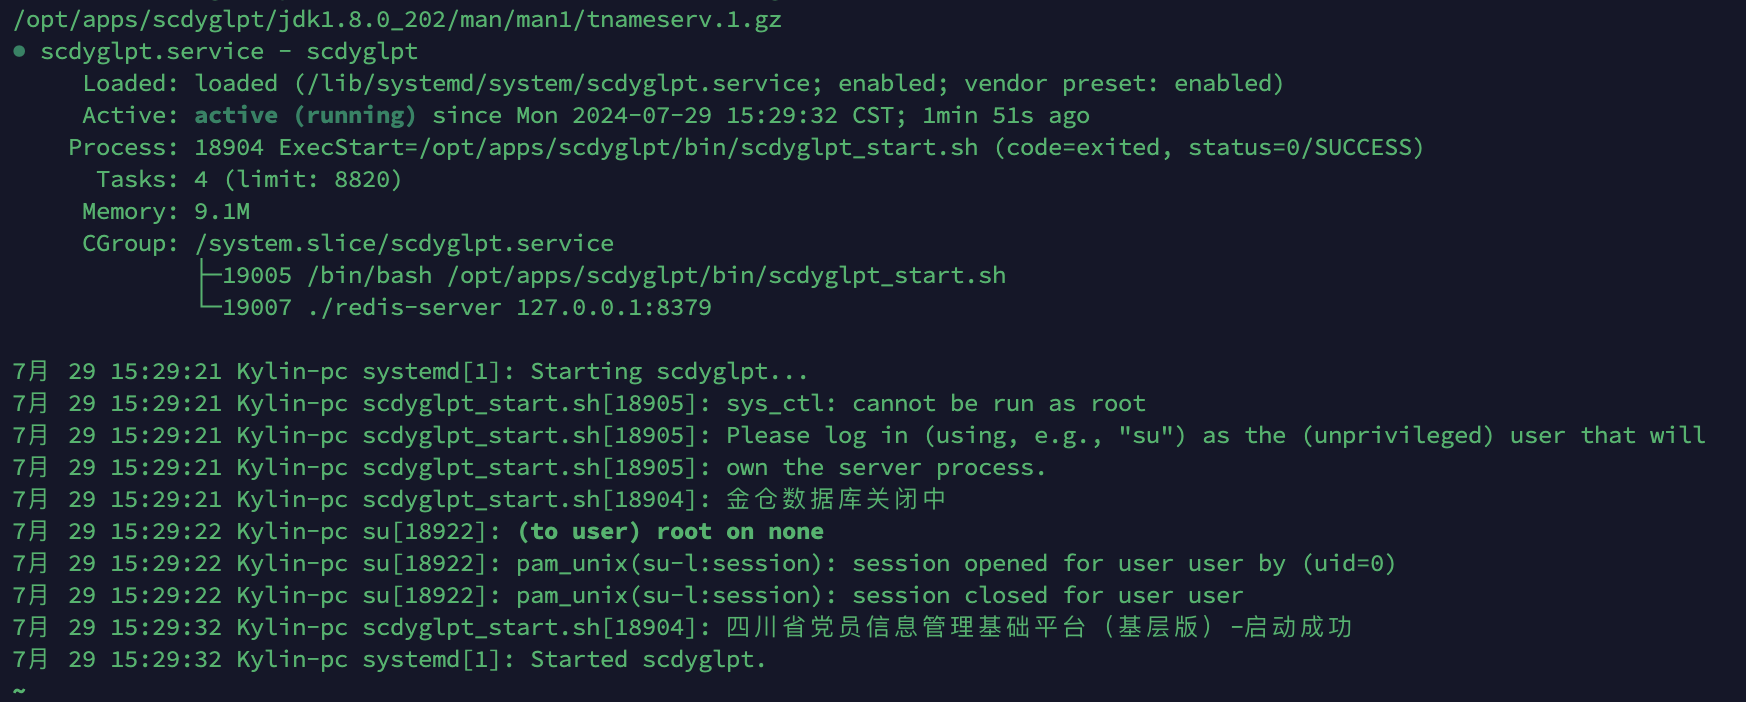 /opt/apps/scdyglpt/jdk1.8.0_202/man/man1/tnameserv.1.gz
● scdyglpt.service - scdyglpt
Loaded: loaded (/lib/systemd/system/scdyglpt.service; enabled; vendor preset: enabled)
Active: active (running) since Mon 2024-07-29 15:29:32 CST; 1min 51s ago
Process: 18904 ExecStart=/opt/apps/scdyglpt/bin/scdyglpt_start.sh (code=exited, status=0/SUCCESS)
Tasks: 4 (limit: 8820)
Memory: 9.1M
CGroup: /system.slice/scdyglpt.service
├─19005 /bin/bash /opt/apps/scdyglpt/bin/scdyglpt_start.sh
└─19007 ./redis-server 127.0.0.1:8379
7月 29 15:29:21 Kylin-pc systemd[1]: Starting scdyglpt...
7月 29 15:29:21 Kylin-pc scdyglpt_start.sh[18905]: sys_ctl: cannot be run as root
7月 29 15:29:21 Kylin-pc scdyglpt_start.sh[18905]: Please log in (using, e.g., "su") as the (unprivileged) user that will
7月 29 15:29:21 Kylin-pc scdyglpt_start.sh[18905]: own the server process.
7月 29 15:29:21 Kylin-pc scdyglpt_start.sh[18904]: 金仓数据库关闭中
7月 29 15:29:22 Kylin-pc su[18922]: (to user) root on none
7月 29 15:29:22 Kylin-pc su[18922]: pam_unix(su-l:session): session opened for user user by (uid=0)
7月 29 15:29:22 Kylin-pc su[18922]: pam_unix(su-l:session): session closed for user user
7月 29 15:29:32 Kylin-pc scdyglpt_start.sh[18904]: 四川省党员信息管理基础平台（基层版）-启动成功
7月 29 15:29:32 Kylin-pc systemd[1]: Started scdyglpt.
~